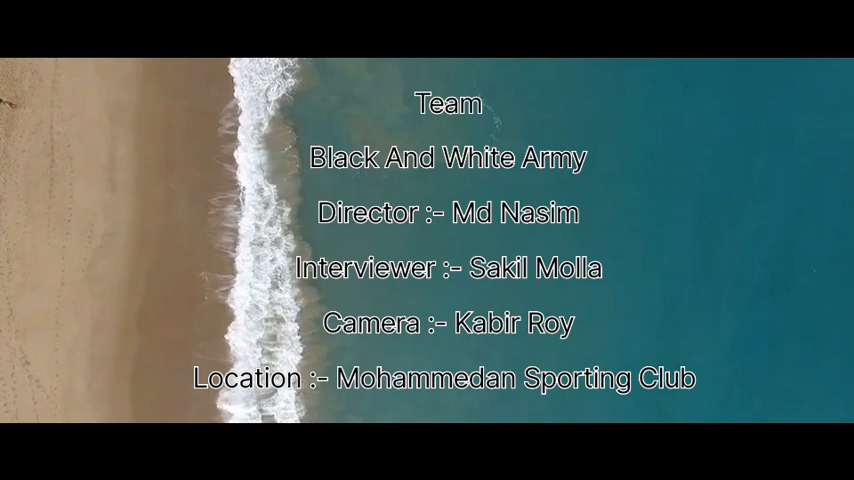 Team
Black And White Army
Director :- Md Nasim
Interviewer :- Sakil Molla
Camera :- Kabir Roy
Location :- Mohammedan Sporting Club